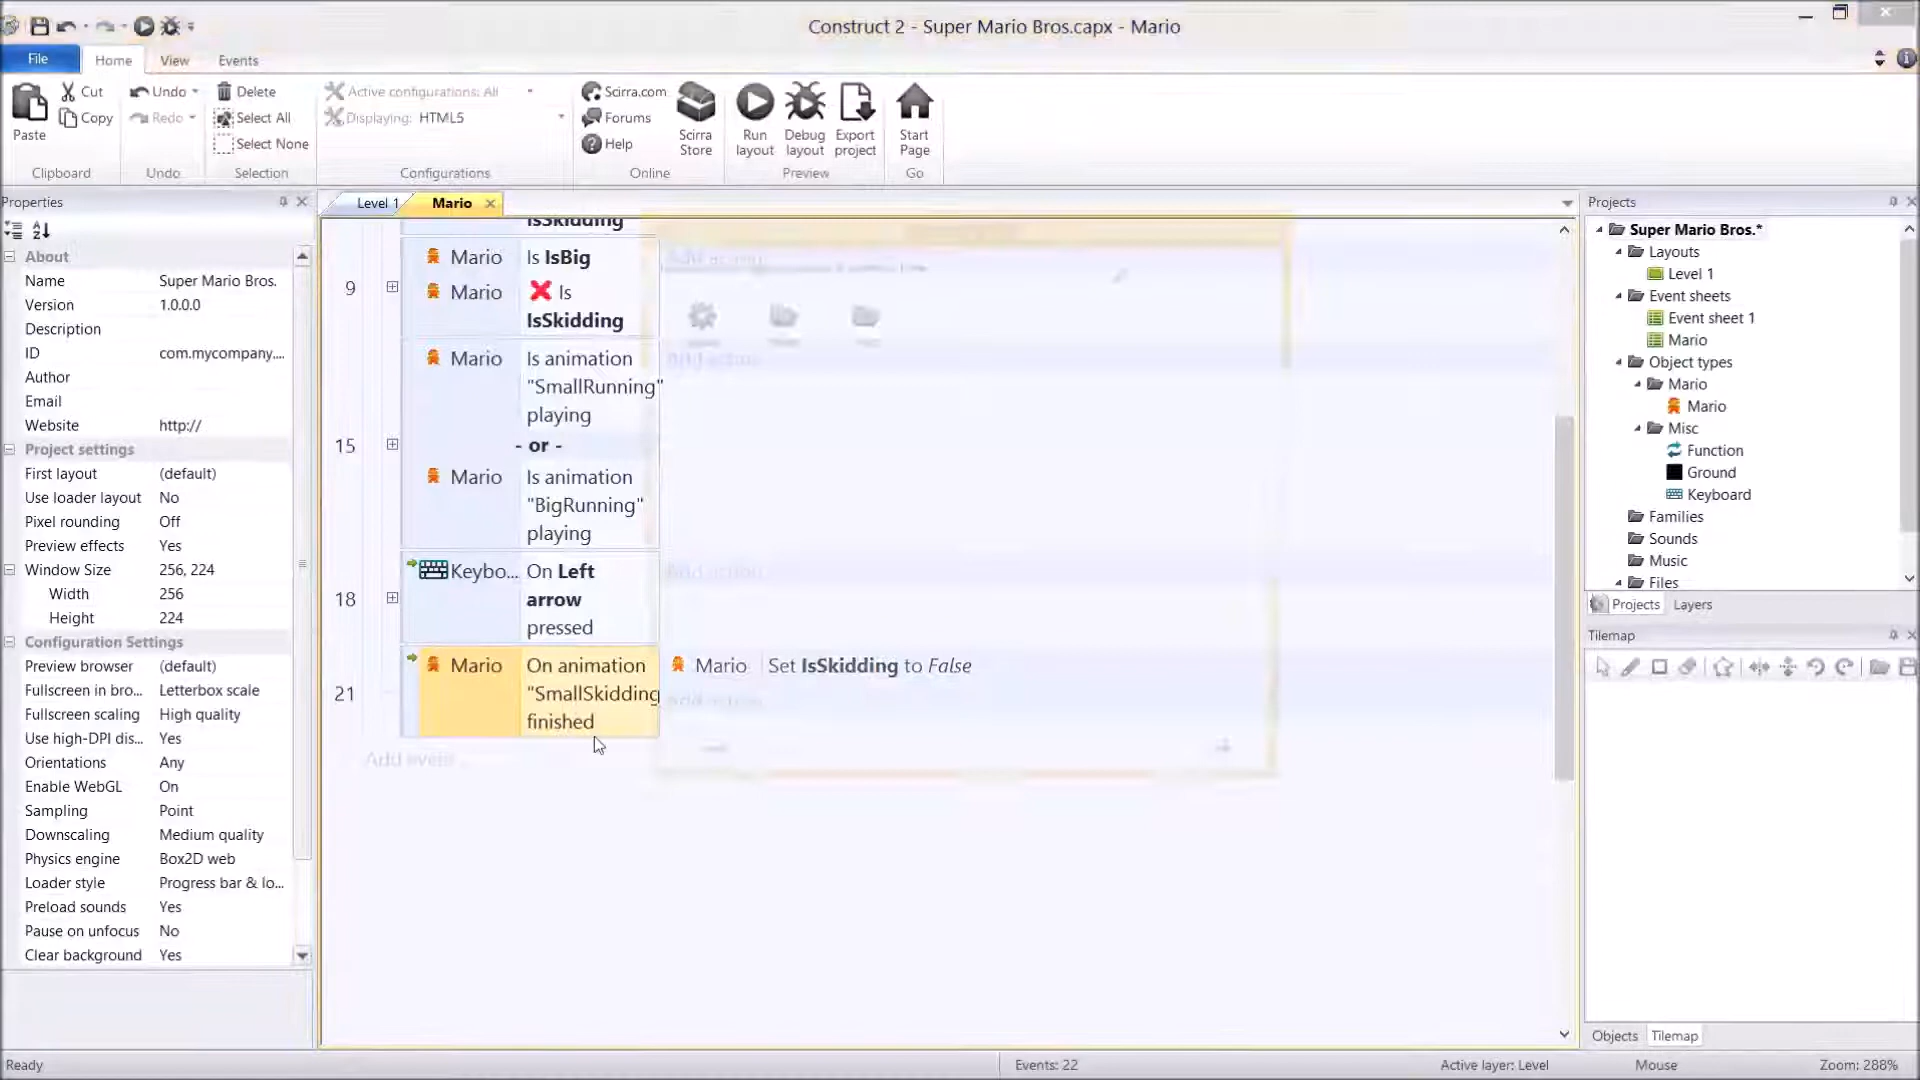 Construct 2 - Super Mario Bros.capx - Mario
File
Home
View
Events
Paste
Cut
Copy
Clipboard
Undo
Redo
Undo
Delete
Select All
Select None
Selection
Active configurations: All
Displaying: HTML5
Configurations
Scirra.com
Forums
Help
Scirra Store
Online
Run layout
Debug layout
Export project
Preview
Start Page
Go
Properties
About
Name Super Mario Bros.
Version 1.0.0.0
Description
ID com.mycompany....
Author
Email
Website http://
Project settings
First layout (default)
Use loader layout No
Pixel rounding Off
Preview effects Yes
Window Size 256, 224
Width 256
Height 224
Configuration Settings
Preview browser (default)
Fullscreen in bro... Letterbox scale
Fullscreen scaling High quality
Use high-DPI dis... Yes
Orientations Any
Enable WebGL On
Sampling Point
Downscaling Medium quality
Physics engine Box2D web
Loader style Progress bar & lo...
Preload sounds Yes
Pause on unfocus No
Clear background Yes
Level 1
Mario
IsSkidding
9
Mario Is IsBig
Mario Is
IsSkidding
Add action
15
Mario Is animation
"SmallRunning"
playing
Add action
- or -
Mario Is animation
"BigRunning"
playing
18
Keybo... On Left
arrow
pressed
Add action
21
Mario On animation
"SmallSkidding
finished
Mario Set IsSkidding to False
Add action
Add event...
Projects
Super Mario Bros.*
Layouts
Level 1
Event sheets
Event sheet 1
Mario
Object types
Mario
Mario
Misc
Function
Ground
Keyboard
Families
Sounds
Music
Files
Projects
Layers
Tilemap
Objects
Tilemap
Ready
Events: 22
Active layer: Level
Mouse
Zoom: 288%